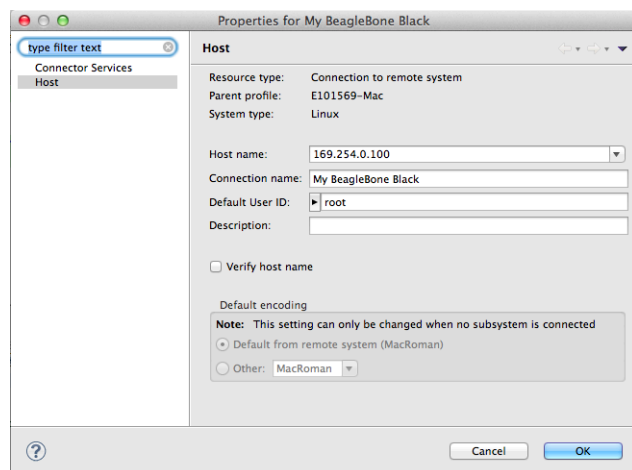 Properties for My BeagleBone Black
type filter text
Connector Services
Host
Host
Resource type: Connection to remote system
Parent profile: E101569-Mac
System type: Linux
Host name: 169.254.0.100
Connection name: My BeagleBone Black
Default User ID: root
Description:
Verify host name
Default encoding
Note: This setting can only be changed when no subsystem is connected
Default from remote system (MacRoman)
Other: MacRoman
?
Cancel OK